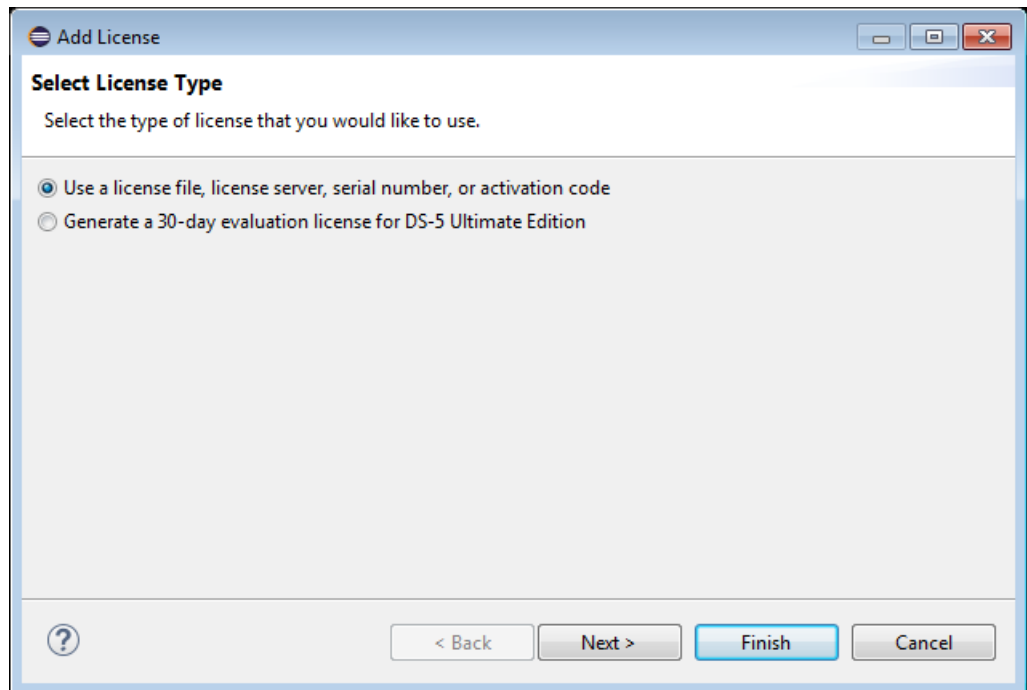 Add License
Select License Type
Select the type of license that you would like to use.
Use a license file, license server, serial number, or activation code
Generate a 30-day evaluation license for DS-5 Ultimate Edition
? < Back Next > Finish Cancel